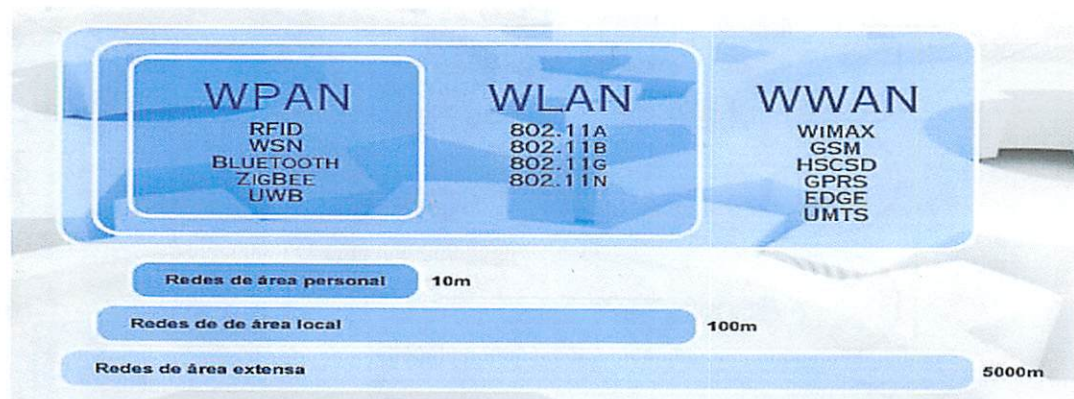 WPAN
RFID
WSN
BLUETOOTH
ZIGBEE
UWB
WLAN
802.11A
802.11B
802.11G
802.11N
WWAN
WIMAX
GSM
HSCSD
GPRS
EDGE
UMTS
Redes de área personal 10m
Redes de de área local 100m
Redes de área extensa 5000m